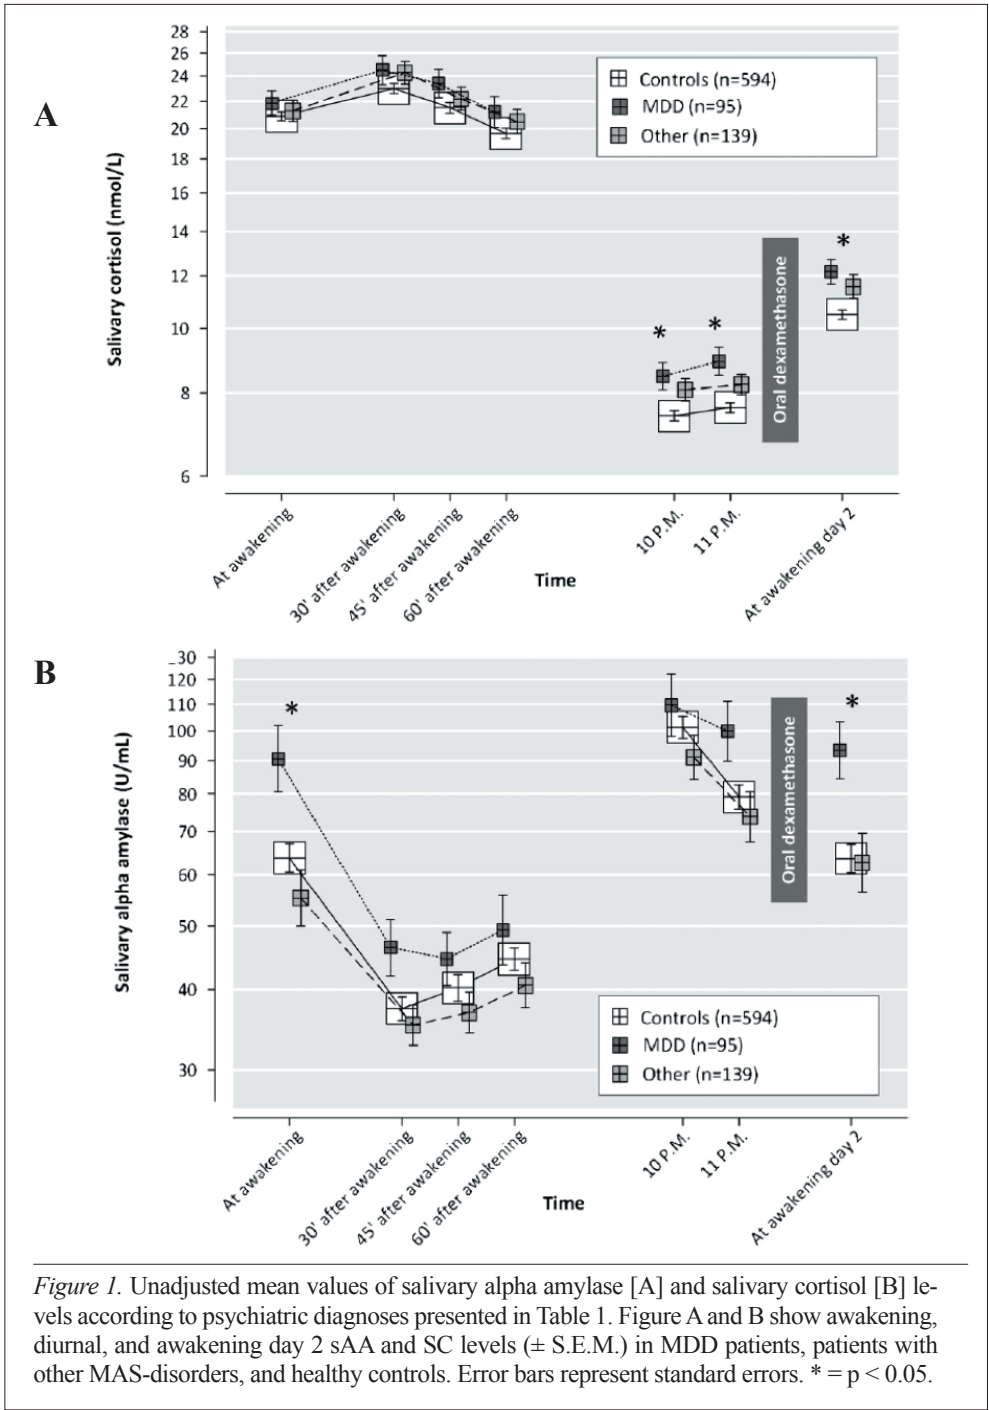 A
28
26
24
22
20
18
16
14
12
10
8
6
Salivary cortisol (nmol/L)
Controls (n=594)
MDD (n=95)
Other (n=139)
*
*
*
Oral dexamethasone
At awakening
30' after awakening
45' after awakening
60' after awakening
10 P.M.
11 P.M.
At awakening day 2
Time
B
30
120
110
100
90
80
70
60
50
40
30
Salivary alpha amylase (U/mL)
*
*
Oral dexamethasone
Controls (n=594)
MDD (n=95)
Other (n=139)
At awakening
30' after awakening
45' after awakening
60' after awakening
10 P.M.
11 P.M.
At awakening day 2
Time
Figure 1. Unadjusted mean values of salivary alpha amylase [A] and salivary cortisol [B] le-
vels according to psychiatric diagnoses presented in Table 1. Figure A and B show awakening,
diurnal, and awakening day 2 sAA and SC levels (± S.E.M.) in MDD patients, patients with
other MAS-disorders, and healthy controls. Error bars represent standard errors. * = p < 0.05.